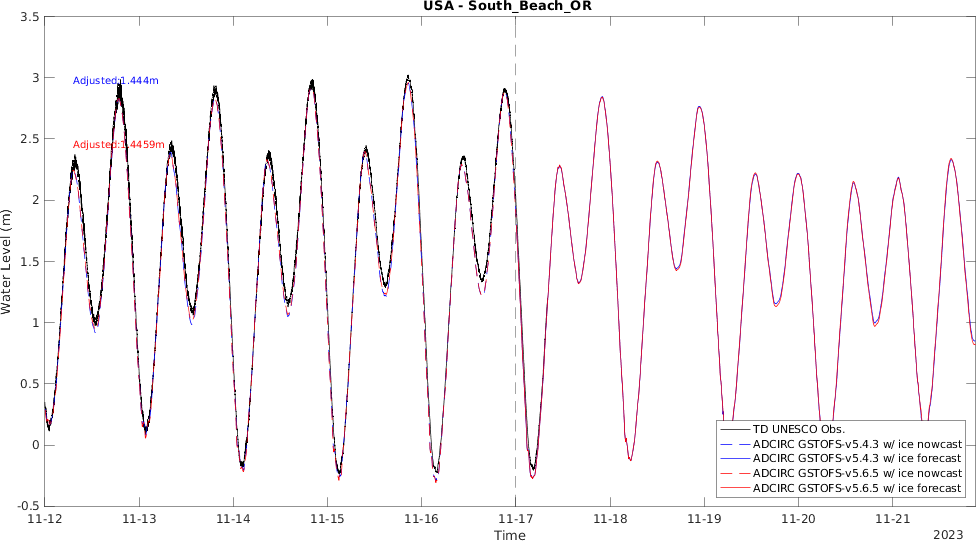 USA - South_Beach_OR
3.5
3
2.5
2
1.5
1
0.5
0
-0.5
Water Level (m)
Adjusted:1.444m
Adjusted:1.4459m
TD UNESCO Obs.
ADCIRC GSTOFS-v5.4.3 w/ ice nowcast
ADCIRC GSTOFS-v5.4.3 w/ ice forecast
ADCIRC GSTOFS-v5.6.5 w/ ice nowcast
ADCIRC GSTOFS-v5.6.5 w/ ice forecast
11-12 11-13 11-14 11-15 11-16 11-17 11-18 11-19 11-20 11-21
Time
2023